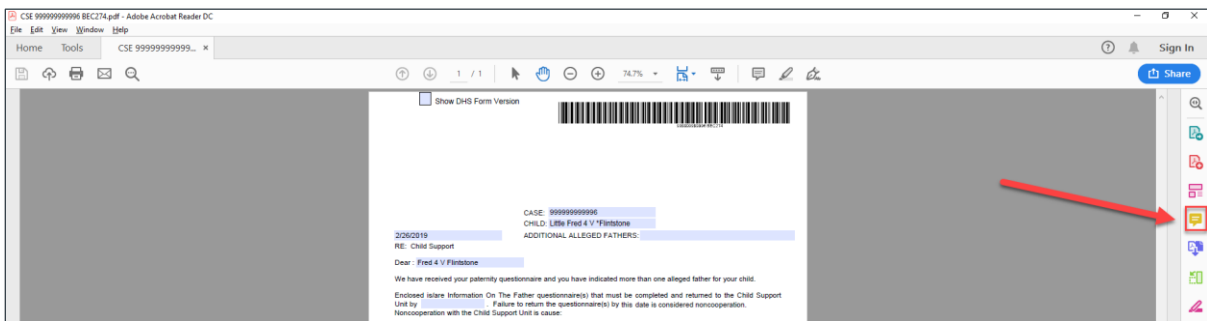 CSE 999999999996 BEC274.pdf - Adobe Acrobat Reader DC
File Edit View Window Help
Home Tools CSE 99999999999... × Sign In
1 / 1 74.7% Share
Show DHS Form Version
CASE: 999999999996
CHILD: Little Fred 4 V *Flintstone
2/26/2019 ADDITIONAL ALLEGED FATHERS:
RE: Child Support
Dear : Fred 4 V Flintstone
We have received your paternity questionnaire and you have indicated more than one alleged father for your child.
Enclosed is/are Information On The Father questionnaire(s) that must be completed and returned to the Child Support
Unit by . Failure to return the questionnaire(s) by this date is considered noncooperation.
Noncooperation with the Child Support Unit is cause: